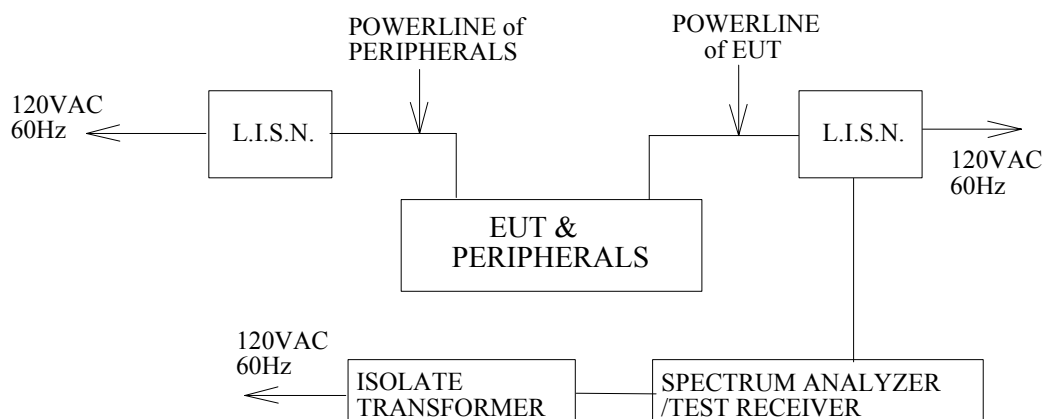 POWERLINE of
PERIPHERALS
POWERLINE
of EUT
120VAC
60Hz
L.I.S.N.
L.I.S.N.
120VAC
60Hz
EUT &
PERIPHERALS
120VAC
60Hz
ISOLATE
TRANSFORMER
SPECTRUM ANALYZER
/TEST RECEIVER